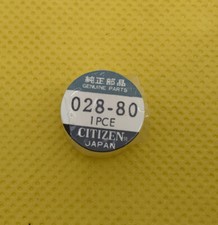 純正部品
GENUINE PARTS
028-80
1PCE
CITIZEN
JAPAN